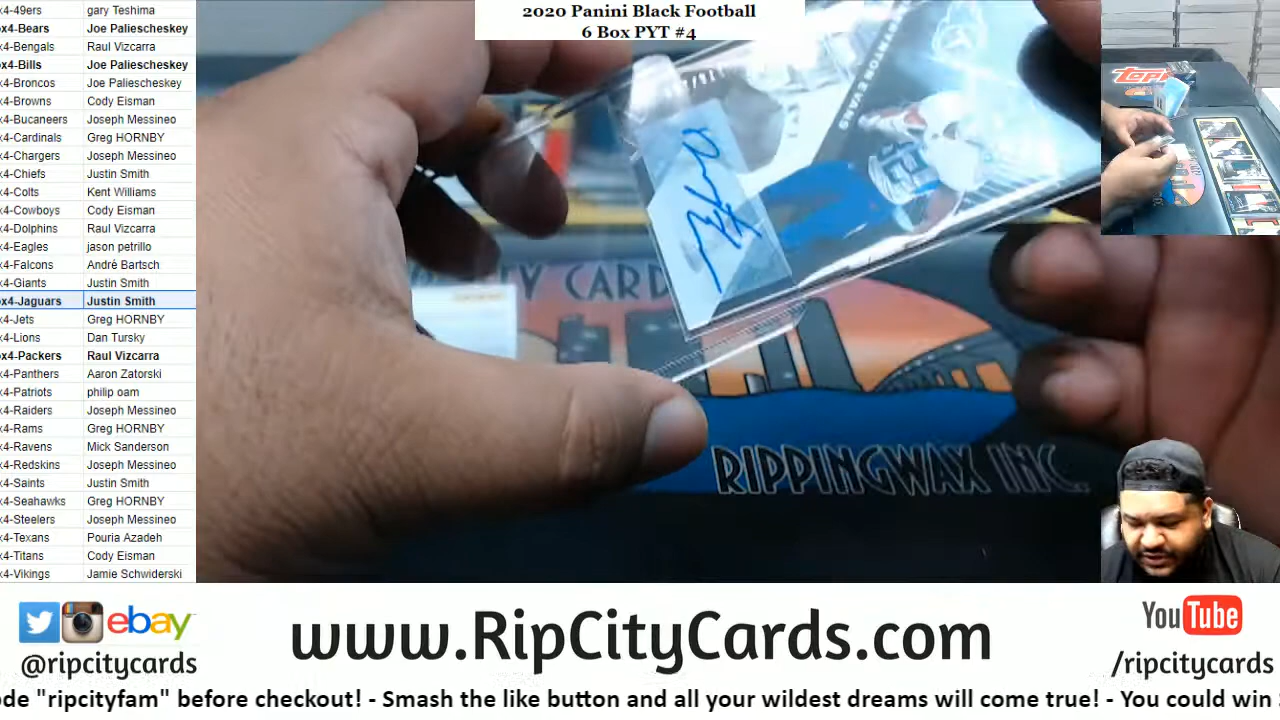 2020 Panini Black Football
6 Box PYT #4
x4-49ers gary Teshima
ox4-Bears Joe Paliescheskey
x4-Bengals Raul Vizcarra
ox4-Bills Joe Paliescheskey
x4-Broncos Joe Paliescheskey
x4-Browns Cody Eisman
x4-Bucaneers Joseph Messineo
x4-Cardinals Greg HORNBY
x4-Chargers Joseph Messineo
x4-Chiefs Justin Smith
x4-Colts Kent Williams
x4-Cowboys Cody Eisman
x4-Dolphins Raul Vizcarra
x4-Eagles jason petrillo
x4-Falcons Andrè Bartsch
x4-Giants Justin Smith
ox4-Jaguars Justin Smith
x4-Jets Greg HORNBY
x4-Lions Dan Tursky
ox4-Packers Raul Vizcarra
x4-Panthers Aaron Zatorski
x4-Patriots philip oam
x4-Raiders Joseph Messineo
x4-Rams Greg HORNBY
x4-Ravens Mick Sanderson
x4-Redskins Joseph Messineo
x4-Saints Justin Smith
x4-Seahawks Greg HORNBY
x4-Steelers Joseph Messineo
x4-Texans Pouria Azadeh
x4-Titans Cody Eisman
x4-Vikings Jamie Schwiderski
EVANS
CARD
RIPPINGWAX INC.
Topps
ebay
@ripcitycards
www.RipCityCards.com
YouTube
/ripcitycards
ode "ripcityfam" before checkout! - Smash the like button and all your wildest dreams will come true! - You could win